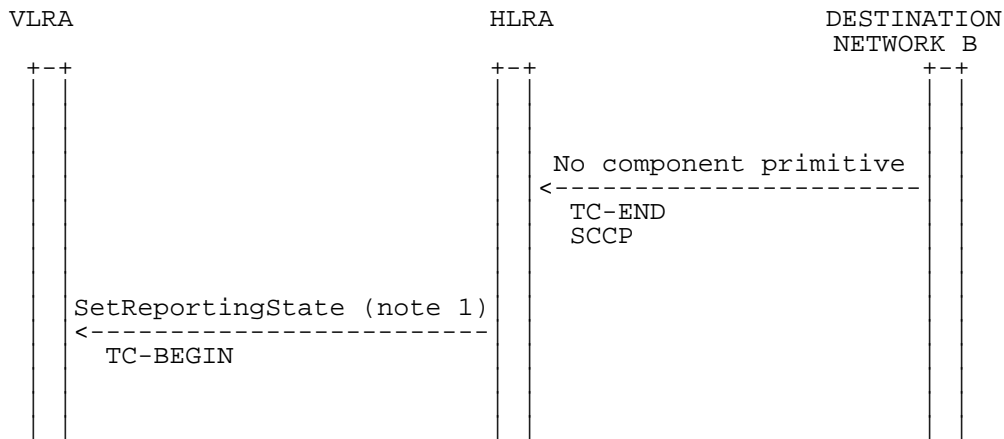 VLRA HLRA DESTINATION
NETWORK B
No component primitive
TC-END
SCCP
SetReportingState (note 1)
TC-BEGIN